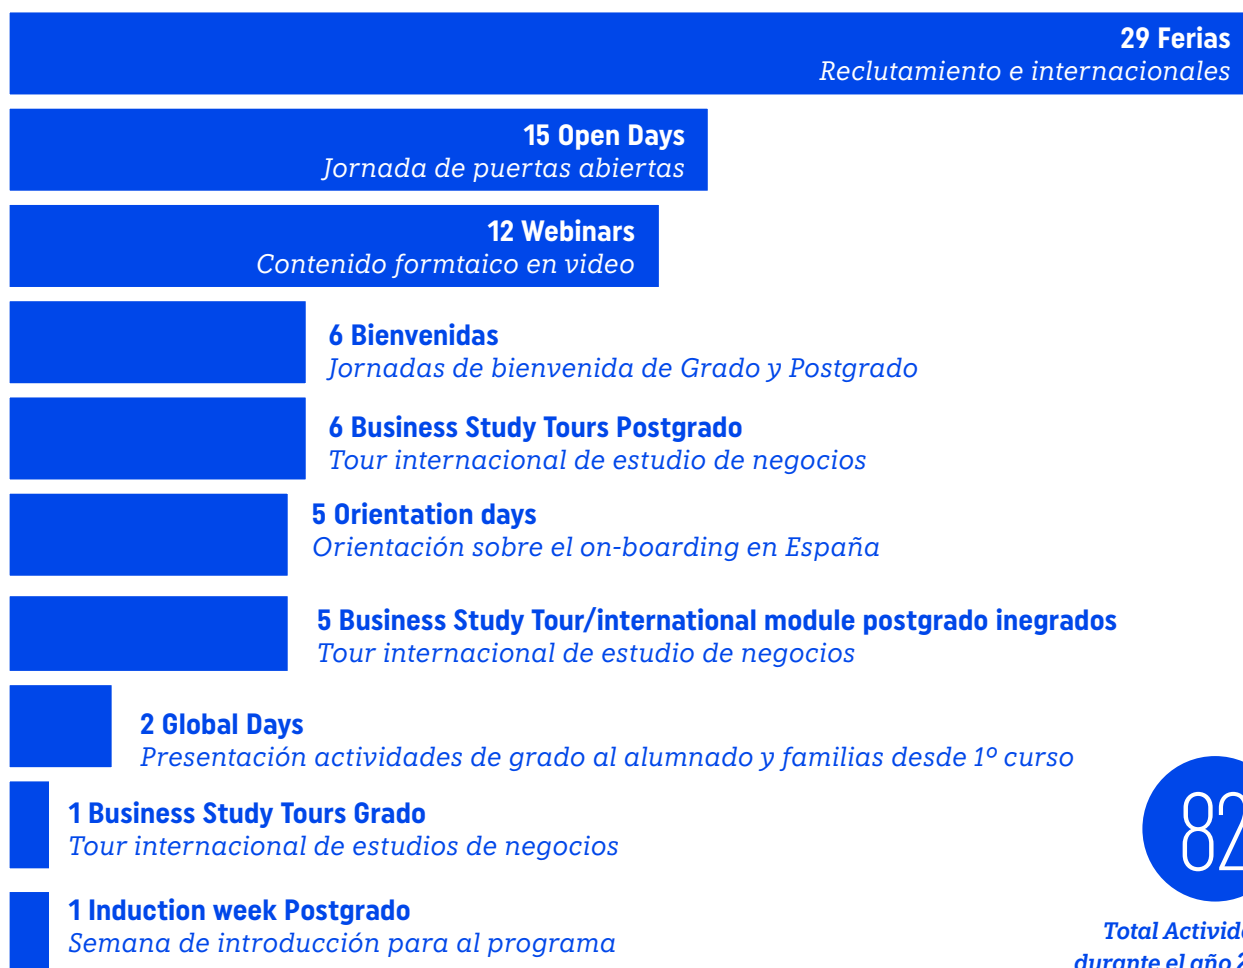 29 Ferias
Reclutamiento e internacionales
15 Open Days
Jornada de puertas abiertas
12 Webinars
Contenido formtaico en video
6 Bienvenidas
Jornadas de bienvenida de Grado y Postgrado
6 Business Study Tours Postgrado
Tour internacional de estudio de negocios
5 Orientation days
Orientación sobre el on-boarding en España
5 Business Study Tour/international module postgrado inegrados
Tour internacional de estudio de negocios
2 Global Days
Presentación actividades de grado al alumnado y familias desde 1º curso
1 Business Study Tours Grado
Tour internacional de estudios de negocios
1 Induction week Postgrado
Semana de introducción para al programa
82
Total
durante el año